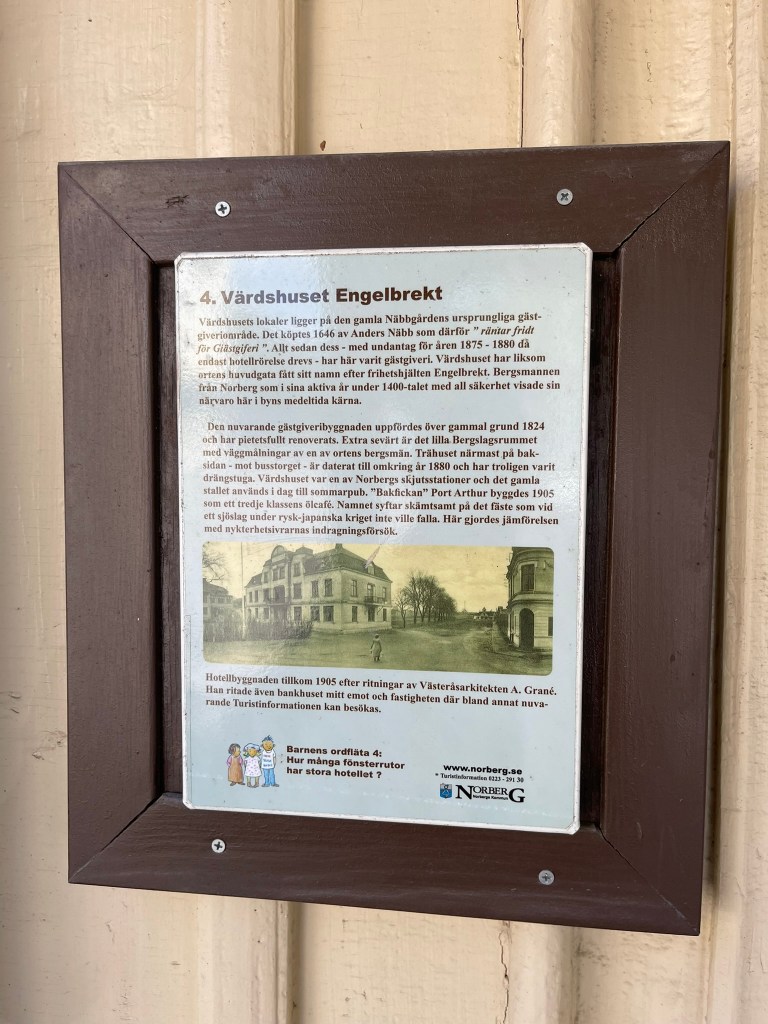 4. Värdshuset Engelbrekt
Värdshusets lokaler ligger på den gamla Näbbgårdens ursprungliga gäst-
giveriområde. Det köptes 1646 av Anders Näbb som därför ” räntar fridt
för Giästgiferi ”. Allt sedan dess - med undantag för åren 1875 - 1880 då
endast hotellrörelse drevs - har här varit gästgiveri. Värdshuset har liksom
ortens huvudgata fått sitt namn efter frihetshjälten Engelbrekt. Bergsmannen
från Norberg som i sina aktiva år under 1400-talet med all säkerhet visade sin
närvaro här i byns medeltida kärna.
Den nuvarande gästgiveribyggnaden uppfördes över gammal grund 1824
och har pietetsfullt renoverats. Extra sevärt är det lilla Bergslagsrummet
med väggmålningar av en av ortens bergsmän. Trähuset närmast på bak-
sidan - mot busstorget - är daterat till omkring år 1880 och har troligen varit
drängstuga. Värdshuset var en av Norbergs skjutsstationer och det gamla
stallet används i dag till sommarpub. ”Bakfickan” Port Arthur byggdes 1905
som ett tredje klassens ölcafé. Namnet syftar skämtsamt på det fäste som vid
ett sjöslag under rysk-japanska kriget inte ville falla. Här gjordes jämförelsen
med nykterhetsivrarnas indragningsförsök.
Hotellbyggnaden tillkom 1905 efter ritningar av Västeråsarkitekten A. Grané.
Han ritade även bankhuset mitt emot och fastigheten där bland annat nuva-
rande Turistinformationen kan besökas.
Barnens ordfläta 4:
Hur många fönsterrutor
har stora hotellet ?
www.norberg.se
* Turistinformation 0223 - 291 30
NORBERG
Norbergs Kommun